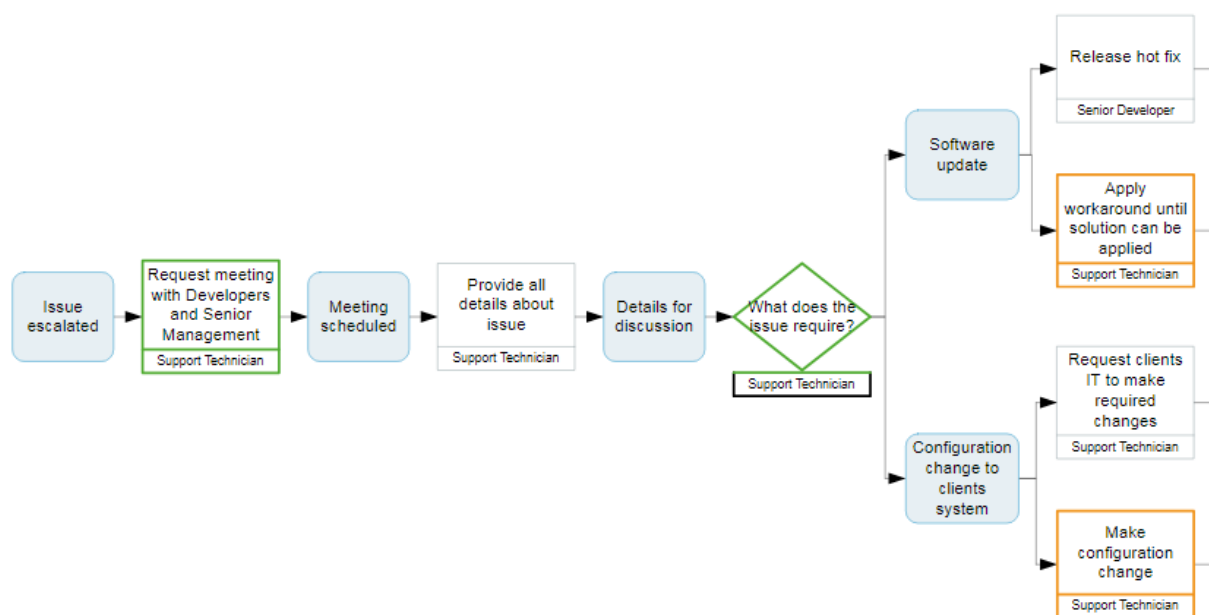 Issue
escalated
Request meeting
with Developers
and Senior
Management
Support Technician
Meeting
scheduled
Provide all
details about
issue
Support Technician
Details for
discussion
What does the
issue require?
Support Technician
Software
update
Release hot fix
Senior Developer
Apply
workaround until
solution can be
applied
Support Technician
Configuration
change to
clients
system
Request clients
IT to make
required
changes
Support Technician
Make
configuration
change
Support Technician